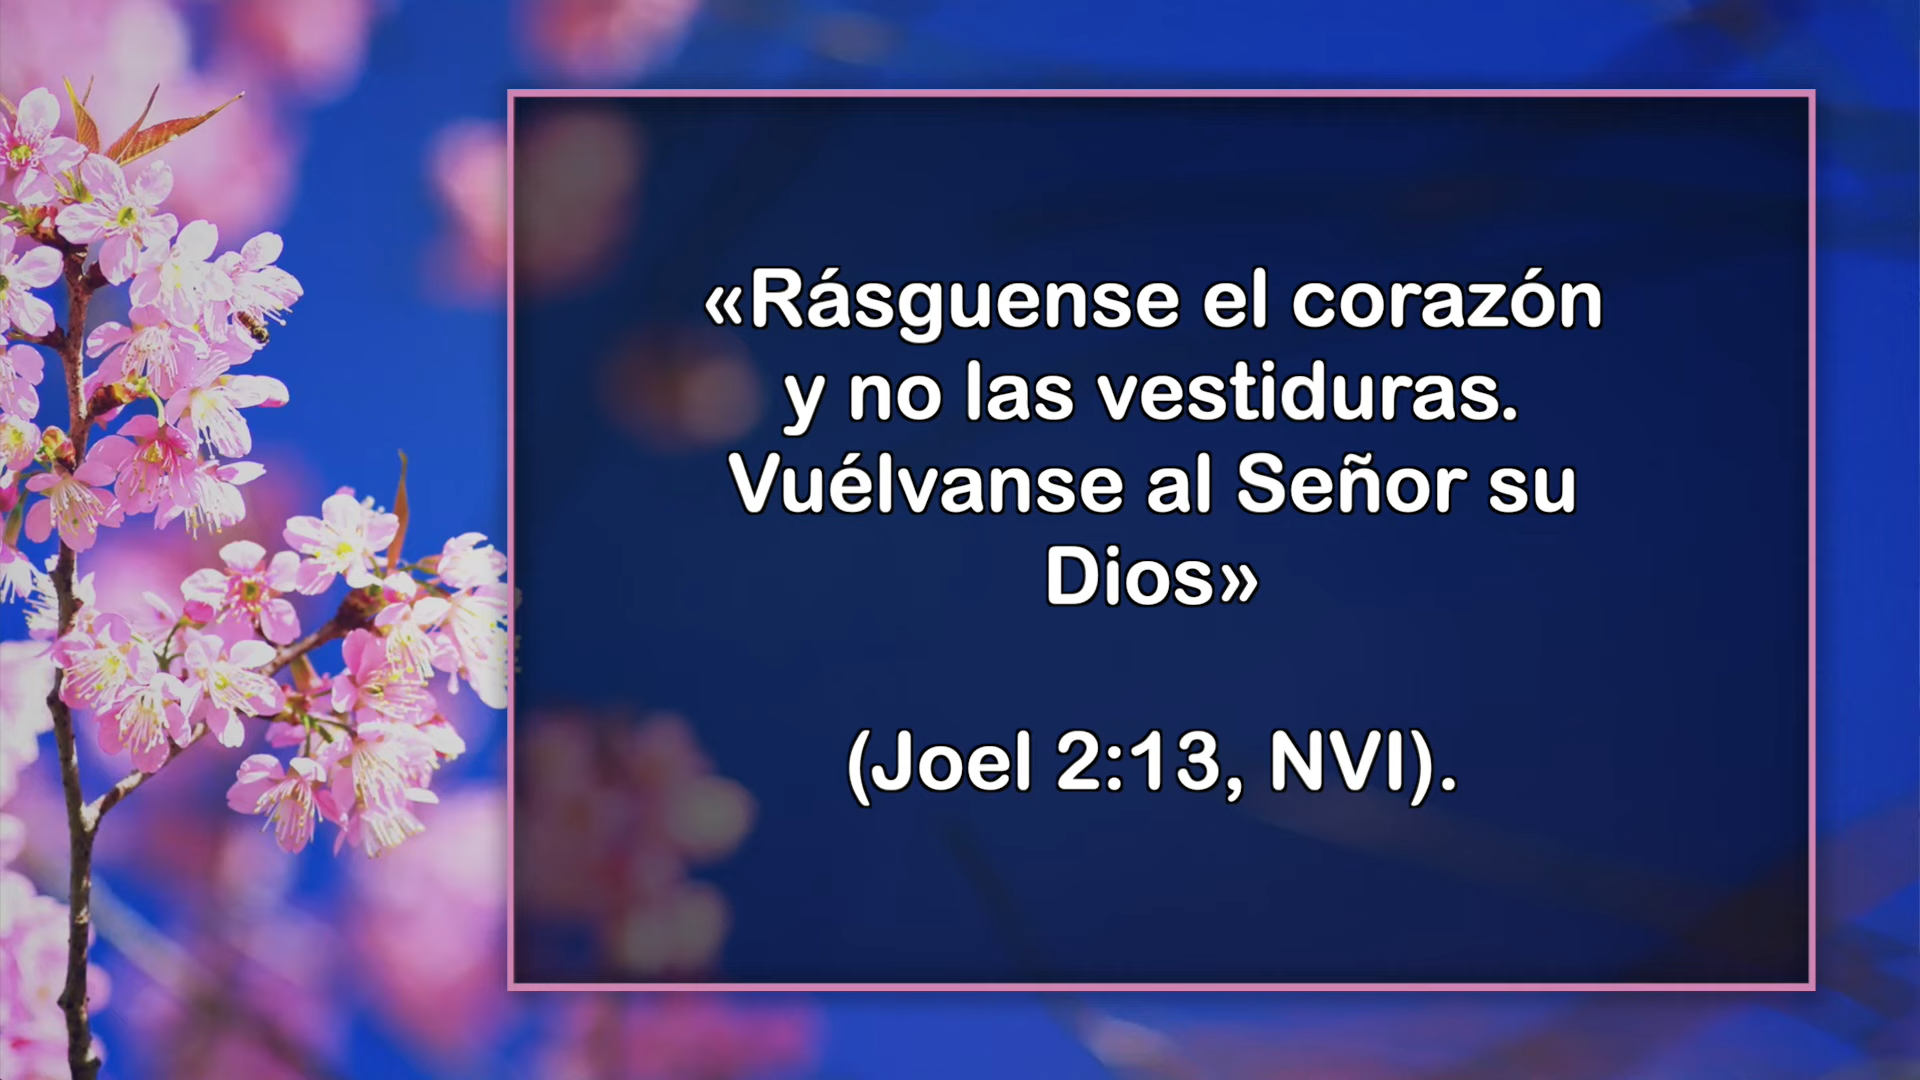 «Rásguense el corazón
y no las vestiduras.
Vuélvanse al Señor su
Dios»
(Joel 2:13, NVI).